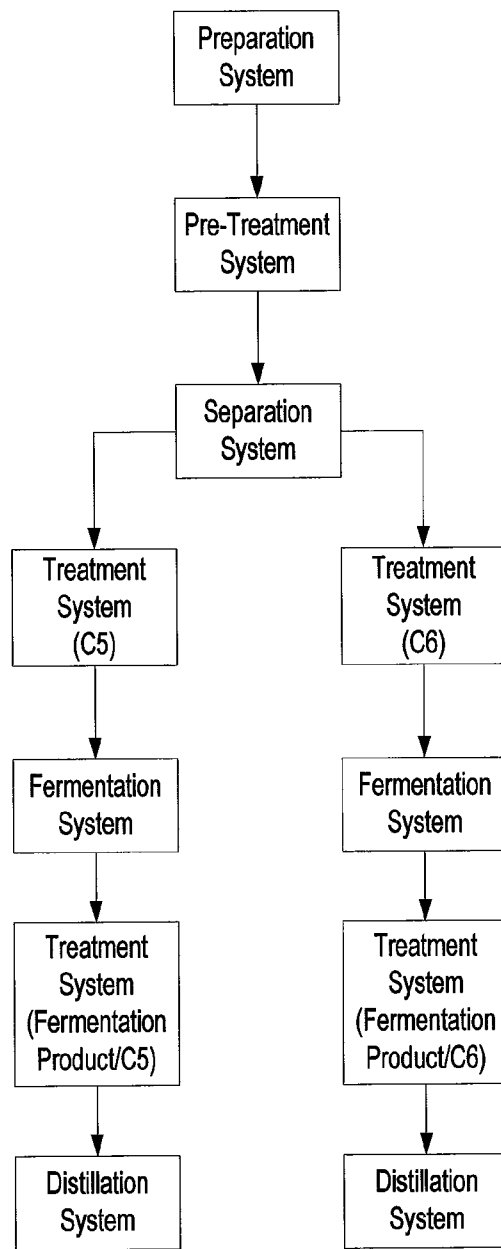 Preparation
System
Pre-Treatment
System
Separation
System
Treatment
System
(C5)
Treatment
System
(C6)
Fermentation
System
Fermentation
System
Treatment
System
(Fermentation
Product/C5)
Treatment
System
(Fermentation
Product/C6)
Distillation
System
Distillation
System